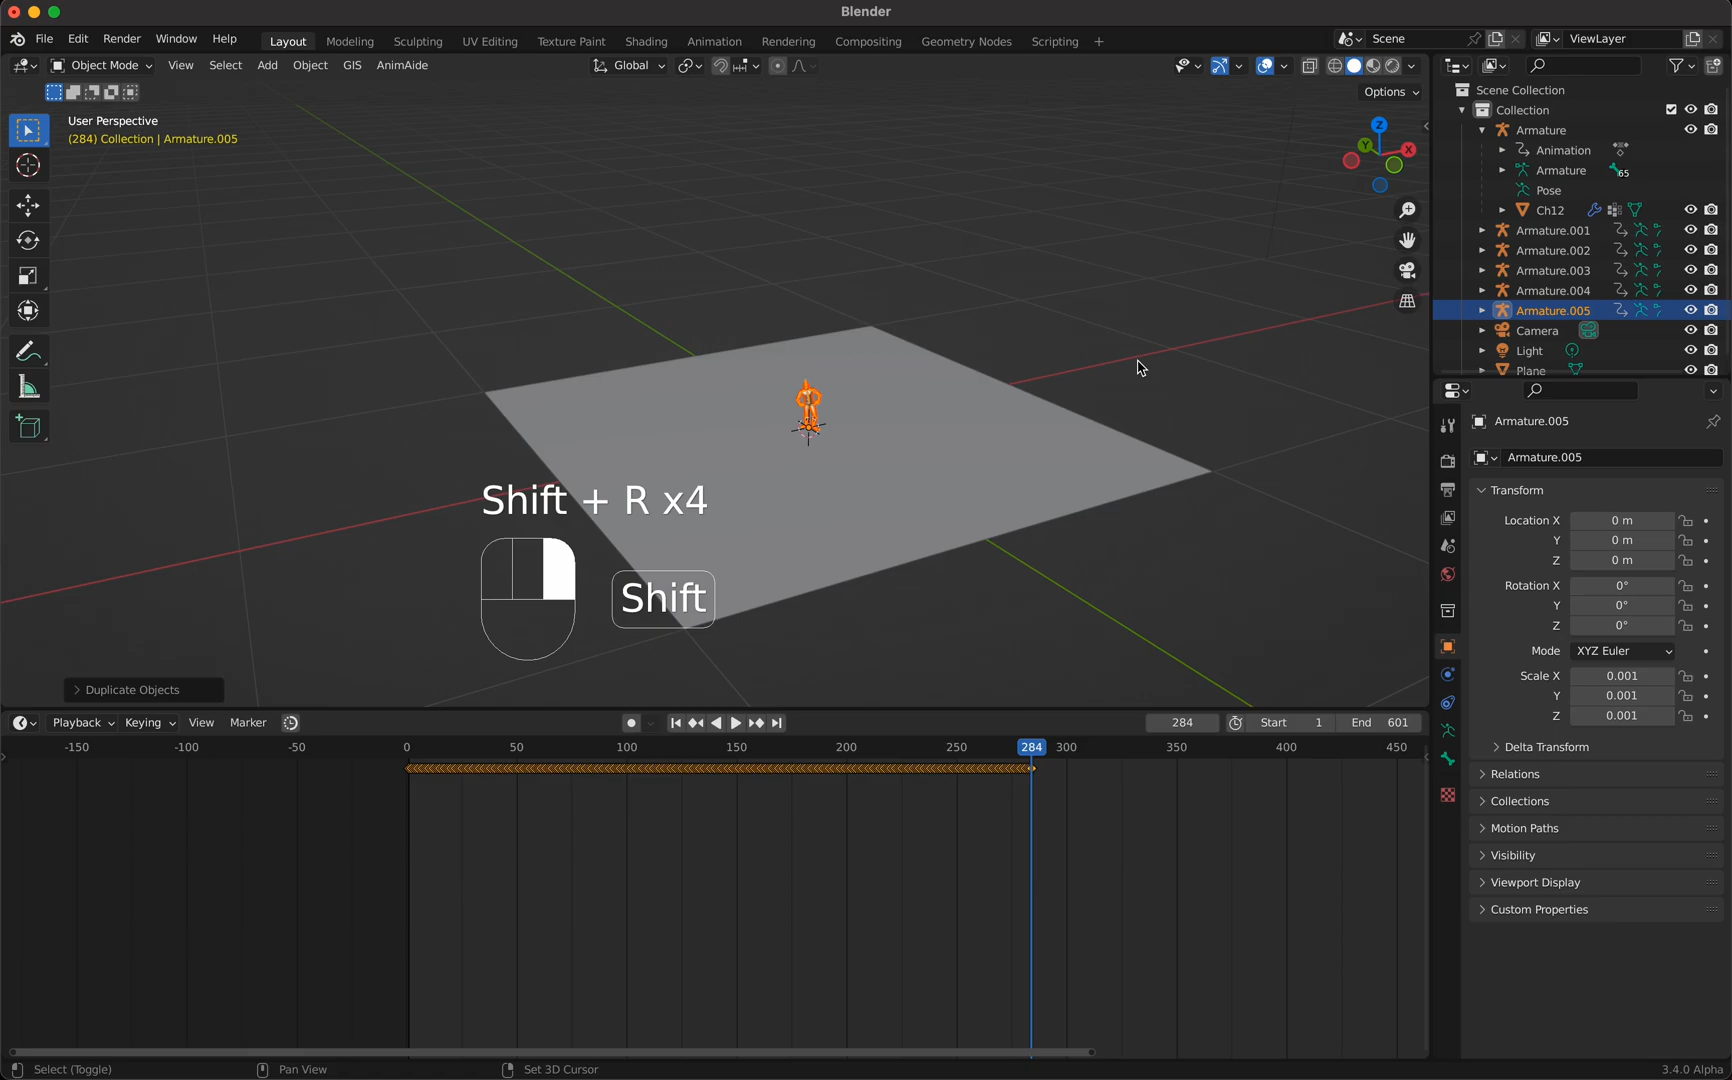 Blender
File Edit Render Window Help
Layout Modeling Sculpting UV Editing Texture Paint Shading Animation Rendering Compositing Geometry Nodes Scripting +
Scene
ViewLayer
Object Mode View Select Add Object GIS AnimAide
Global
Options
User Perspective
(284) Collection | Armature.005
Z
Y
X
Shift + R x4
Shift
Duplicate Objects
Scene Collection
Collection
Armature
Animation
Armature 65
Pose
Ch12
Armature.001
Armature.002
Armature.003
Armature.004
Armature.005
Camera
Light
Plane
Armature.005
Armature.005
Transform
Location X 0 m
Y 0 m
Z 0 m
Rotation X 0°
Y 0°
Z 0°
Mode XYZ Euler
Scale X 0.001
Y 0.001
Z 0.001
Delta Transform
Relations
Collections
Motion Paths
Visibility
Viewport Display
Custom Properties
Playback Keying View Marker
284 Start 1 End 601
-150 -100 -50 0 50 100 150 200 250 284 300 350 400 450
Select (Toggle) Pan View Set 3D Cursor
3.4.0 Alpha